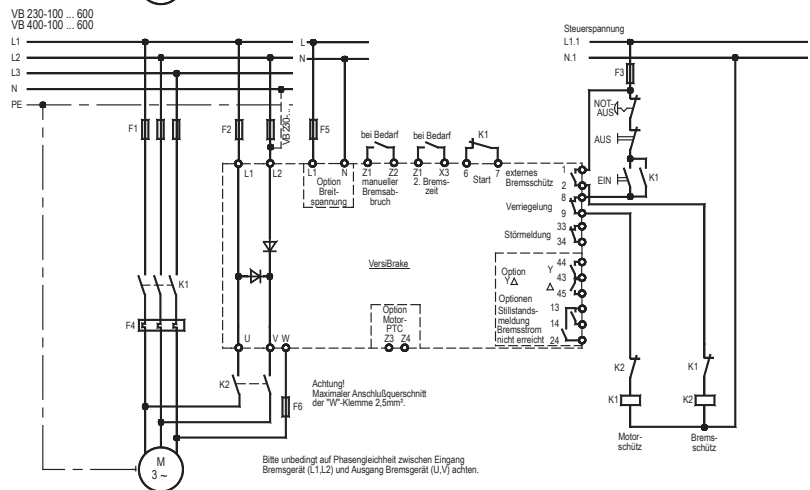 VB 230-100 ... 600
VB 400-100 ... 600
L1
L2
L3
N
PE
L
N
Steuerspannung
L1.1
N.1
F1
F2
VB 230-...
F5
F3
NOT-
AUS
AUS
EIN
K1
bei Bedarf
bei Bedarf
K1
L1
L2
L1
N
Option
Breit-
spannung
Z1
Z2
manueller
Bremsab-
bruch
Z1
X3
2. Brems-
zeit
6
7
Start
externes
Bremsschütz
1
2
8
Verriegelung
9
Störmeldung
33
34
VersiBrake
Option
Y△
44
Y
43
△
45
Optionen
Stillstands-
meldung
Bremsstrom
nicht erreicht
13
14
24
K1
F4
Option
Motor-
PTC
Z3
Z4
U
V
W
K2
F6
Achtung!
Maximaler Anschlußquerschnitt
der "W"-Klemme 2,5mm².
K2
K1
K1
K2
Motor-
schütz
Brems-
schütz
M
3 ~
Bitte unbedingt auf Phasengleichheit zwischen Eingang
Bremsgerät (L1,L2) und Ausgang Bremsgerät (U,V) achten.